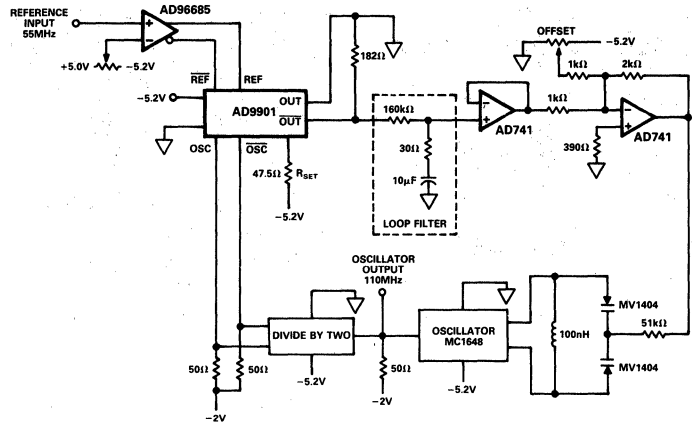 AD96685
REFERENCE
INPUT
55MHz
+5.0V
-5.2V
OFFSET
-5.2V
1kΩ
2kΩ
182Ω
REF
REF
-5.2V
AD9901
OUT
OUT
OSC
OSC
47.5Ω RSET
-5.2V
160kΩ
30Ω
10μF
LOOP FILTER
AD741
1kΩ
390Ω
AD741
OSCILLATOR
OUTPUT
110MHz
DIVIDE BY TWO
-5.2V
50Ω
50Ω
-2V
50Ω
-2V
OSCILLATOR
MC1648
-5.2V
100nH
MV1404
51kΩ
MV1404